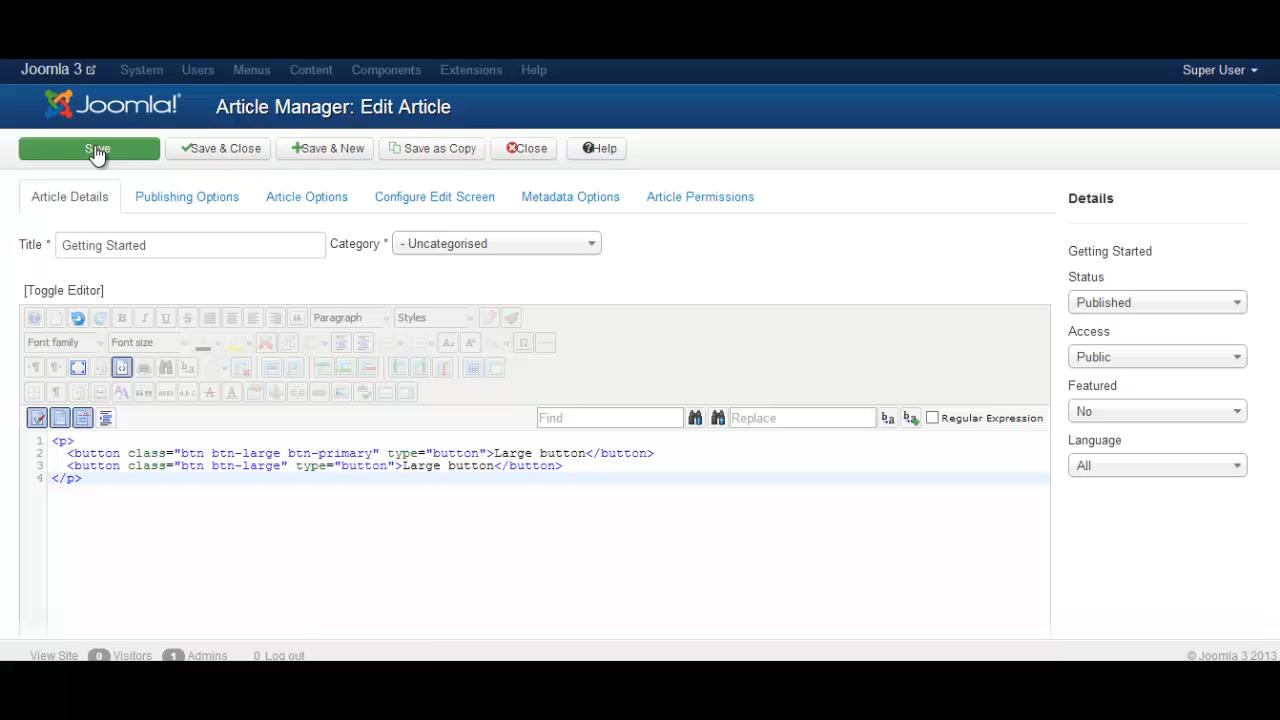 Joomla 3 System Users Menus Content Components Extensions Help Super User
Joomla!® Article Manager: Edit Article
Save Save & Close Save & New Save as Copy Close Help
Article Details Publishing Options Article Options Configure Edit Screen Metadata Options Article Permissions
Details
Title * Getting Started Category * - Uncategorised
Getting Started
Status
Published
Access
Public
Featured
No
Language
All
[Toggle Editor]
Paragraph Styles
Font family Font size
Find Replace Regular Expression
1 <p>
2 <button class="btn btn-large btn-primary" type="button">Large button</button>
3 <button class="btn btn-large" type="button">Large button</button>
4 </p>
View Site 0 Visitors 1 Admins 0 Log out © Joomla 3 2013